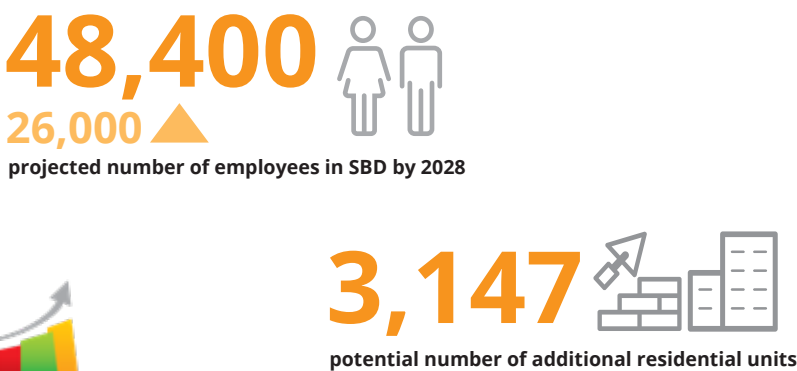 48,400
26,000
projected number of employees in SBD by 2028
3,147
potential number of additional residential units